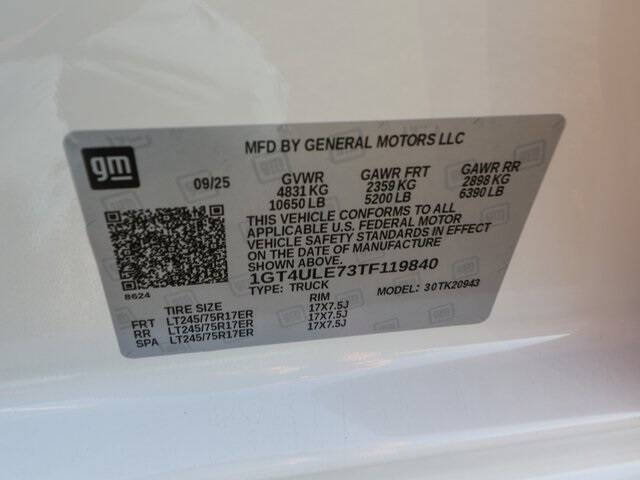 gm
MFD BY GENERAL MOTORS LLC
09/25 GVWR GAWR FRT GAWR RR
4831 KG 2359 KG 2898 KG
10650 LB 5200 LB 6390 LB
THIS VEHICLE CONFORMS TO ALL
APPLICABLE U.S. FEDERAL MOTOR
VEHICLE SAFETY STANDARDS IN EFFECT
ON THE DATE OF MANUFACTURE
SHOWN ABOVE.
1GT4ULE73TF119840
8624 TYPE: TRUCK MODEL: 30TK20943
TIRE SIZE RIM
FRT LT245/75R17ER 17X7.5J
RR LT245/75R17ER 17X7.5J
SPA LT245/75R17ER 17X7.5J